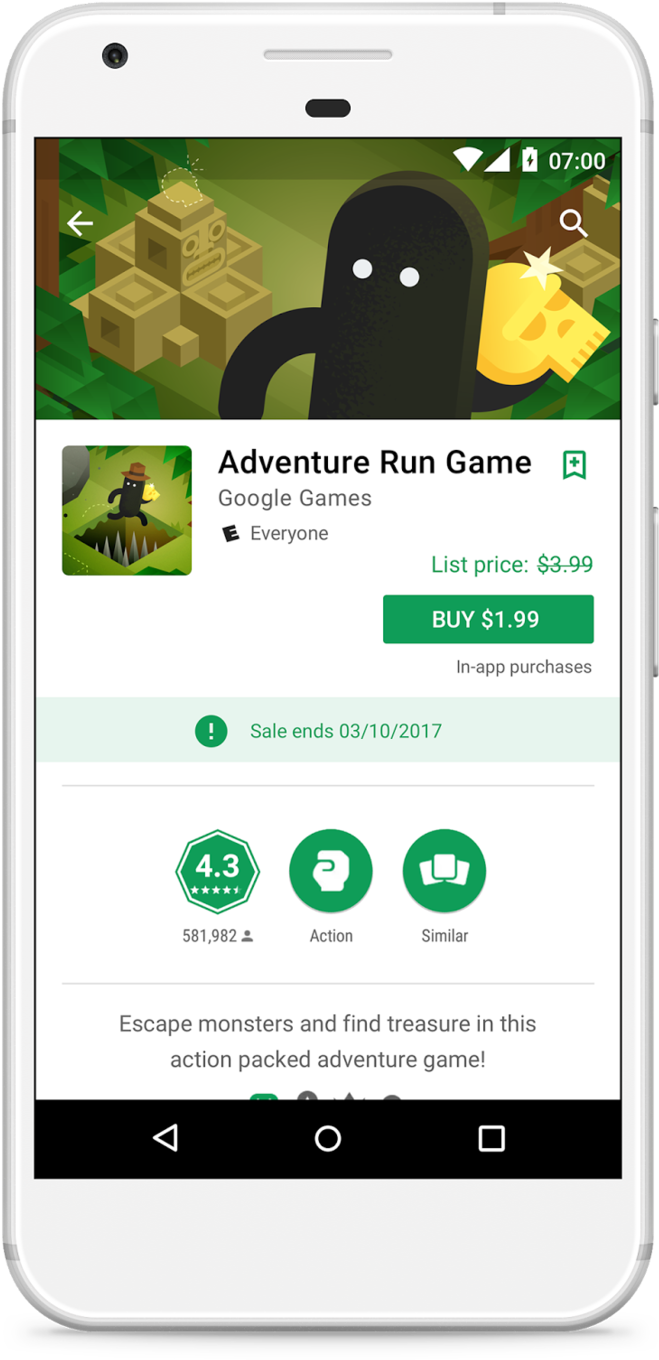 07:00
Adventure Run Game
Google Games
E Everyone
List price: $3.99
BUY $1.99
In-app purchases
! Sale ends 03/10/2017
4.3
581,982
Action
Similar
Escape monsters and find treasure in this
action packed adventure game!